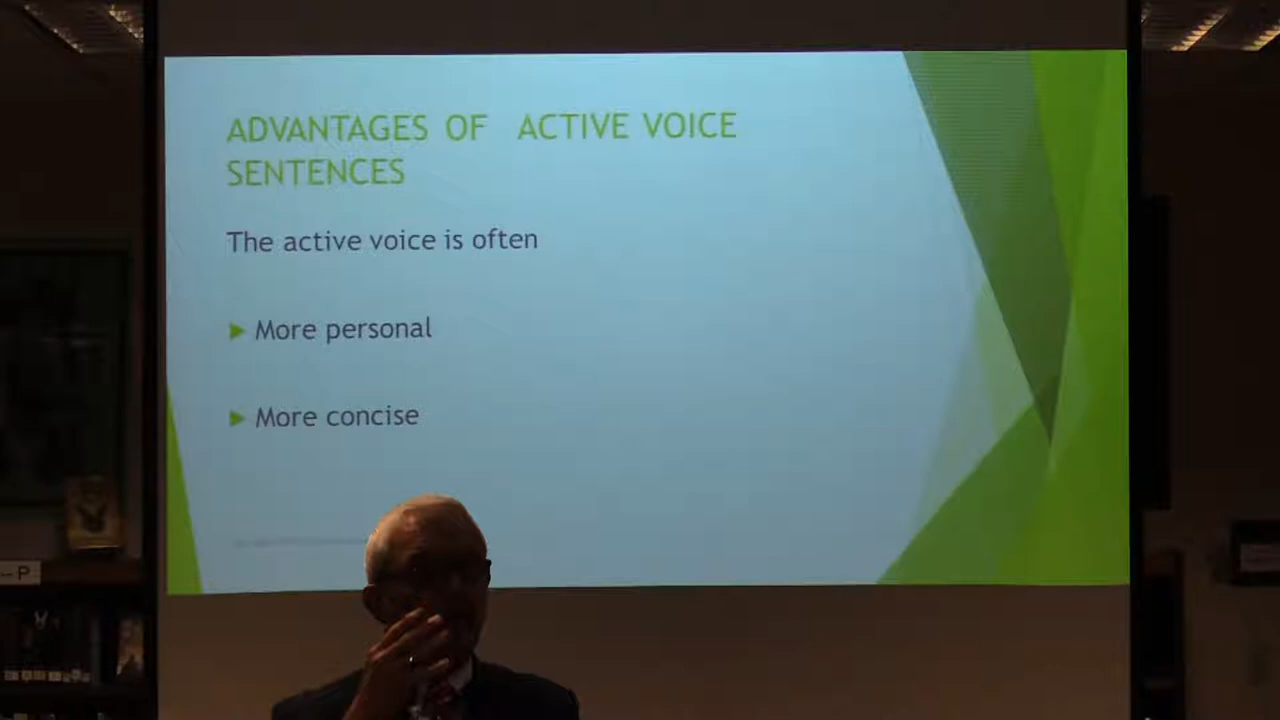 ADVANTAGES OF ACTIVE VOICE
SENTENCES
The active voice is often
More personal
More concise
– P